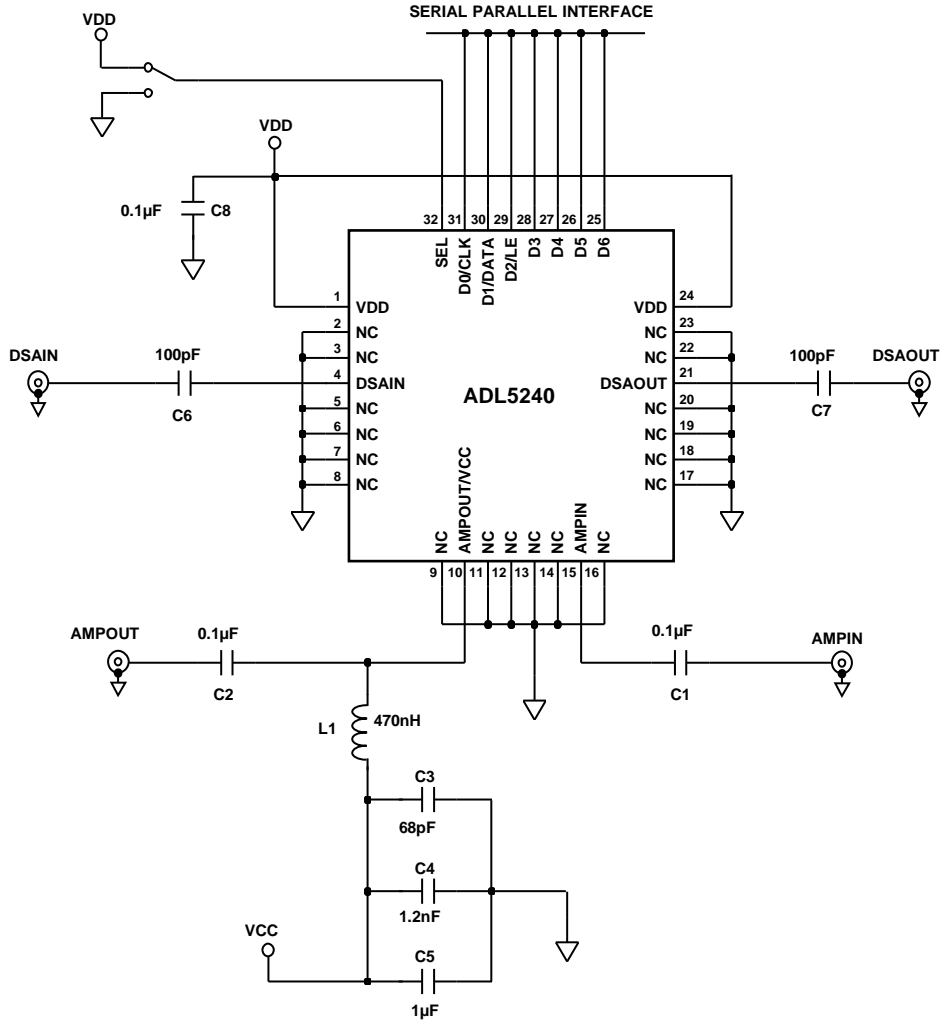 SERIAL PARALLEL INTERFACE
VDD
VDD
0.1µF
C8
32 31 30 29 28 27 26 25
SEL
D0/CLK
D1/DATA
D2/LE
D3
D4
D5
D6
1 VDD
2 NC
3 NC
4 DSAIN
5 NC
6 NC
7 NC
8 NC
24 VDD
23 NC
22 NC
21 DSAOUT
20 NC
19 NC
18 NC
17 NC
ADL5240
DSAIN
100pF
C6
100pF
C7
DSAOUT
NC
AMPOUT/VCC
NC
NC
NC
NC
AMPIN
NC
9 10 11 12 13 14 15 16
AMPOUT
0.1µF
C2
0.1µF
C1
AMPIN
L1
470nH
C3
68pF
C4
1.2nF
VCC
C5
1µF